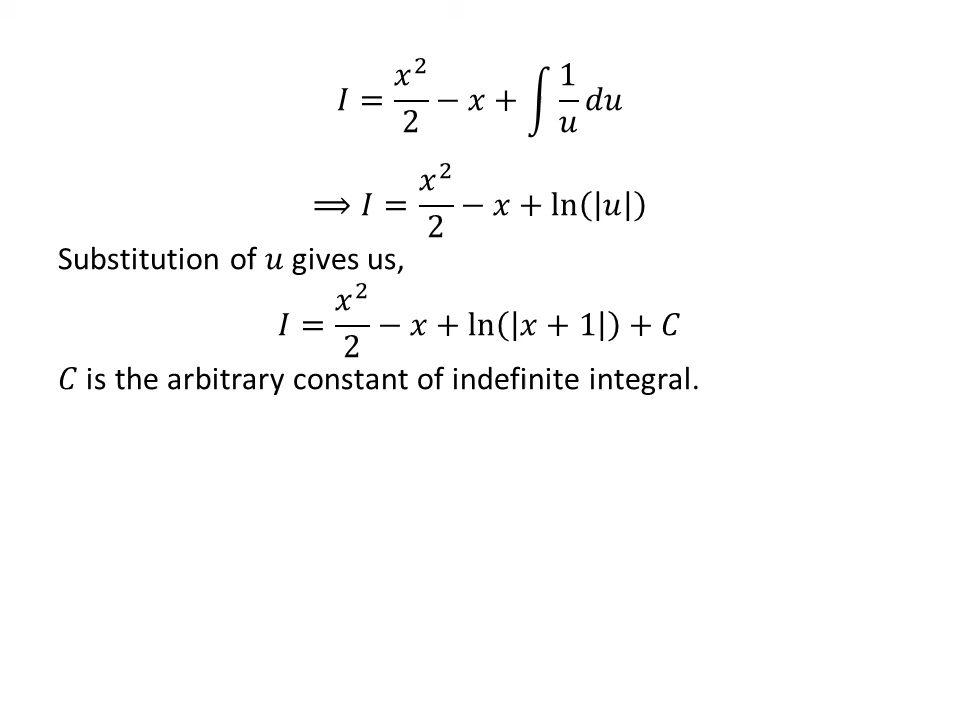 𝐼 = 𝑥²/2 − 𝑥 + ∫ 1/𝑢 𝑑𝑢
⟹ 𝐼 = 𝑥²/2 − 𝑥 + ln(|𝑢|)
Substitution of 𝑢 gives us,
𝐼 = 𝑥²/2 − 𝑥 + ln(|𝑥 + 1|) + 𝐶
𝐶 is the arbitrary constant of indefinite integral.